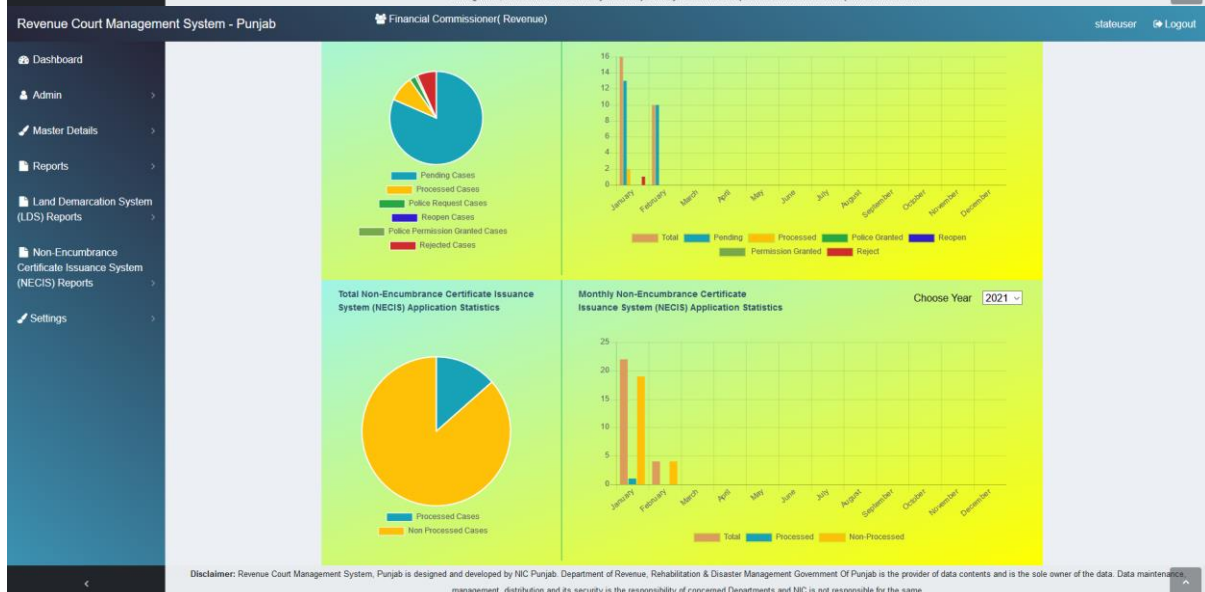 Revenue Court Management System - Punjab
Financial Commissioner( Revenue)
stateuser
Logout
Dashboard
Admin
Master Details
Reports
Land Demarcation System
(LDS) Reports
Non-Encumbrance
Certificate Issuance System
(NECIS) Reports
Settings
Pending Cases
Processed Cases
Police Request Cases
Reopen Cases
Police Permission Granted Cases
Rejected Cases
16
14
12
10
8
6
4
2
0
January February March April May June July August September October November December
Total Pending Processed Police Granted Reopen
Permission Granted Reject
Total Non-Encumbrance Certificate Issuance
System (NECIS) Application Statistics
Processed Cases
Non Processed Cases
Monthly Non-Encumbrance Certificate
Issuance System (NECIS) Application Statistics
Choose Year 2021
25
20
15
10
5
0
January February March April May June July August September October November December
Total Processed Non-Processed
Disclaimer: Revenue Court Management System, Punjab is designed and developed by NIC Punjab. Department of Revenue, Rehabilitation & Disaster Management Government Of Punjab is the provider of data contents and is the sole owner of the data. Data maintenance,
management, distribution and its security is the responsibility of concerned Departments and NIC is not responsible for the same.